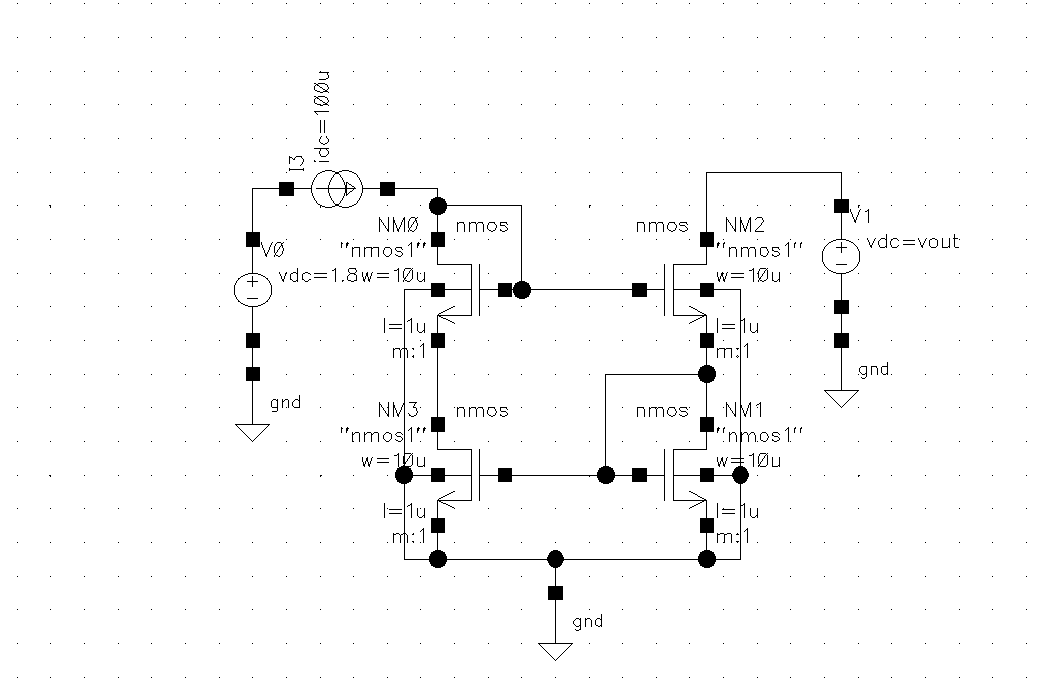 idc=100u
I3
NM0 nmos
nmos NM2
"nmos1"
"nmos1"
V0
vdc=1.8
w=10u
w=10u
V1
vdc=vout
l=1u
l=1u
m:1
m:1
gnd
gnd
NM3 nmos
nmos NM1
"nmos1"
"nmos1"
w=10u
w=10u
l=1u
l=1u
m:1
m:1
gnd